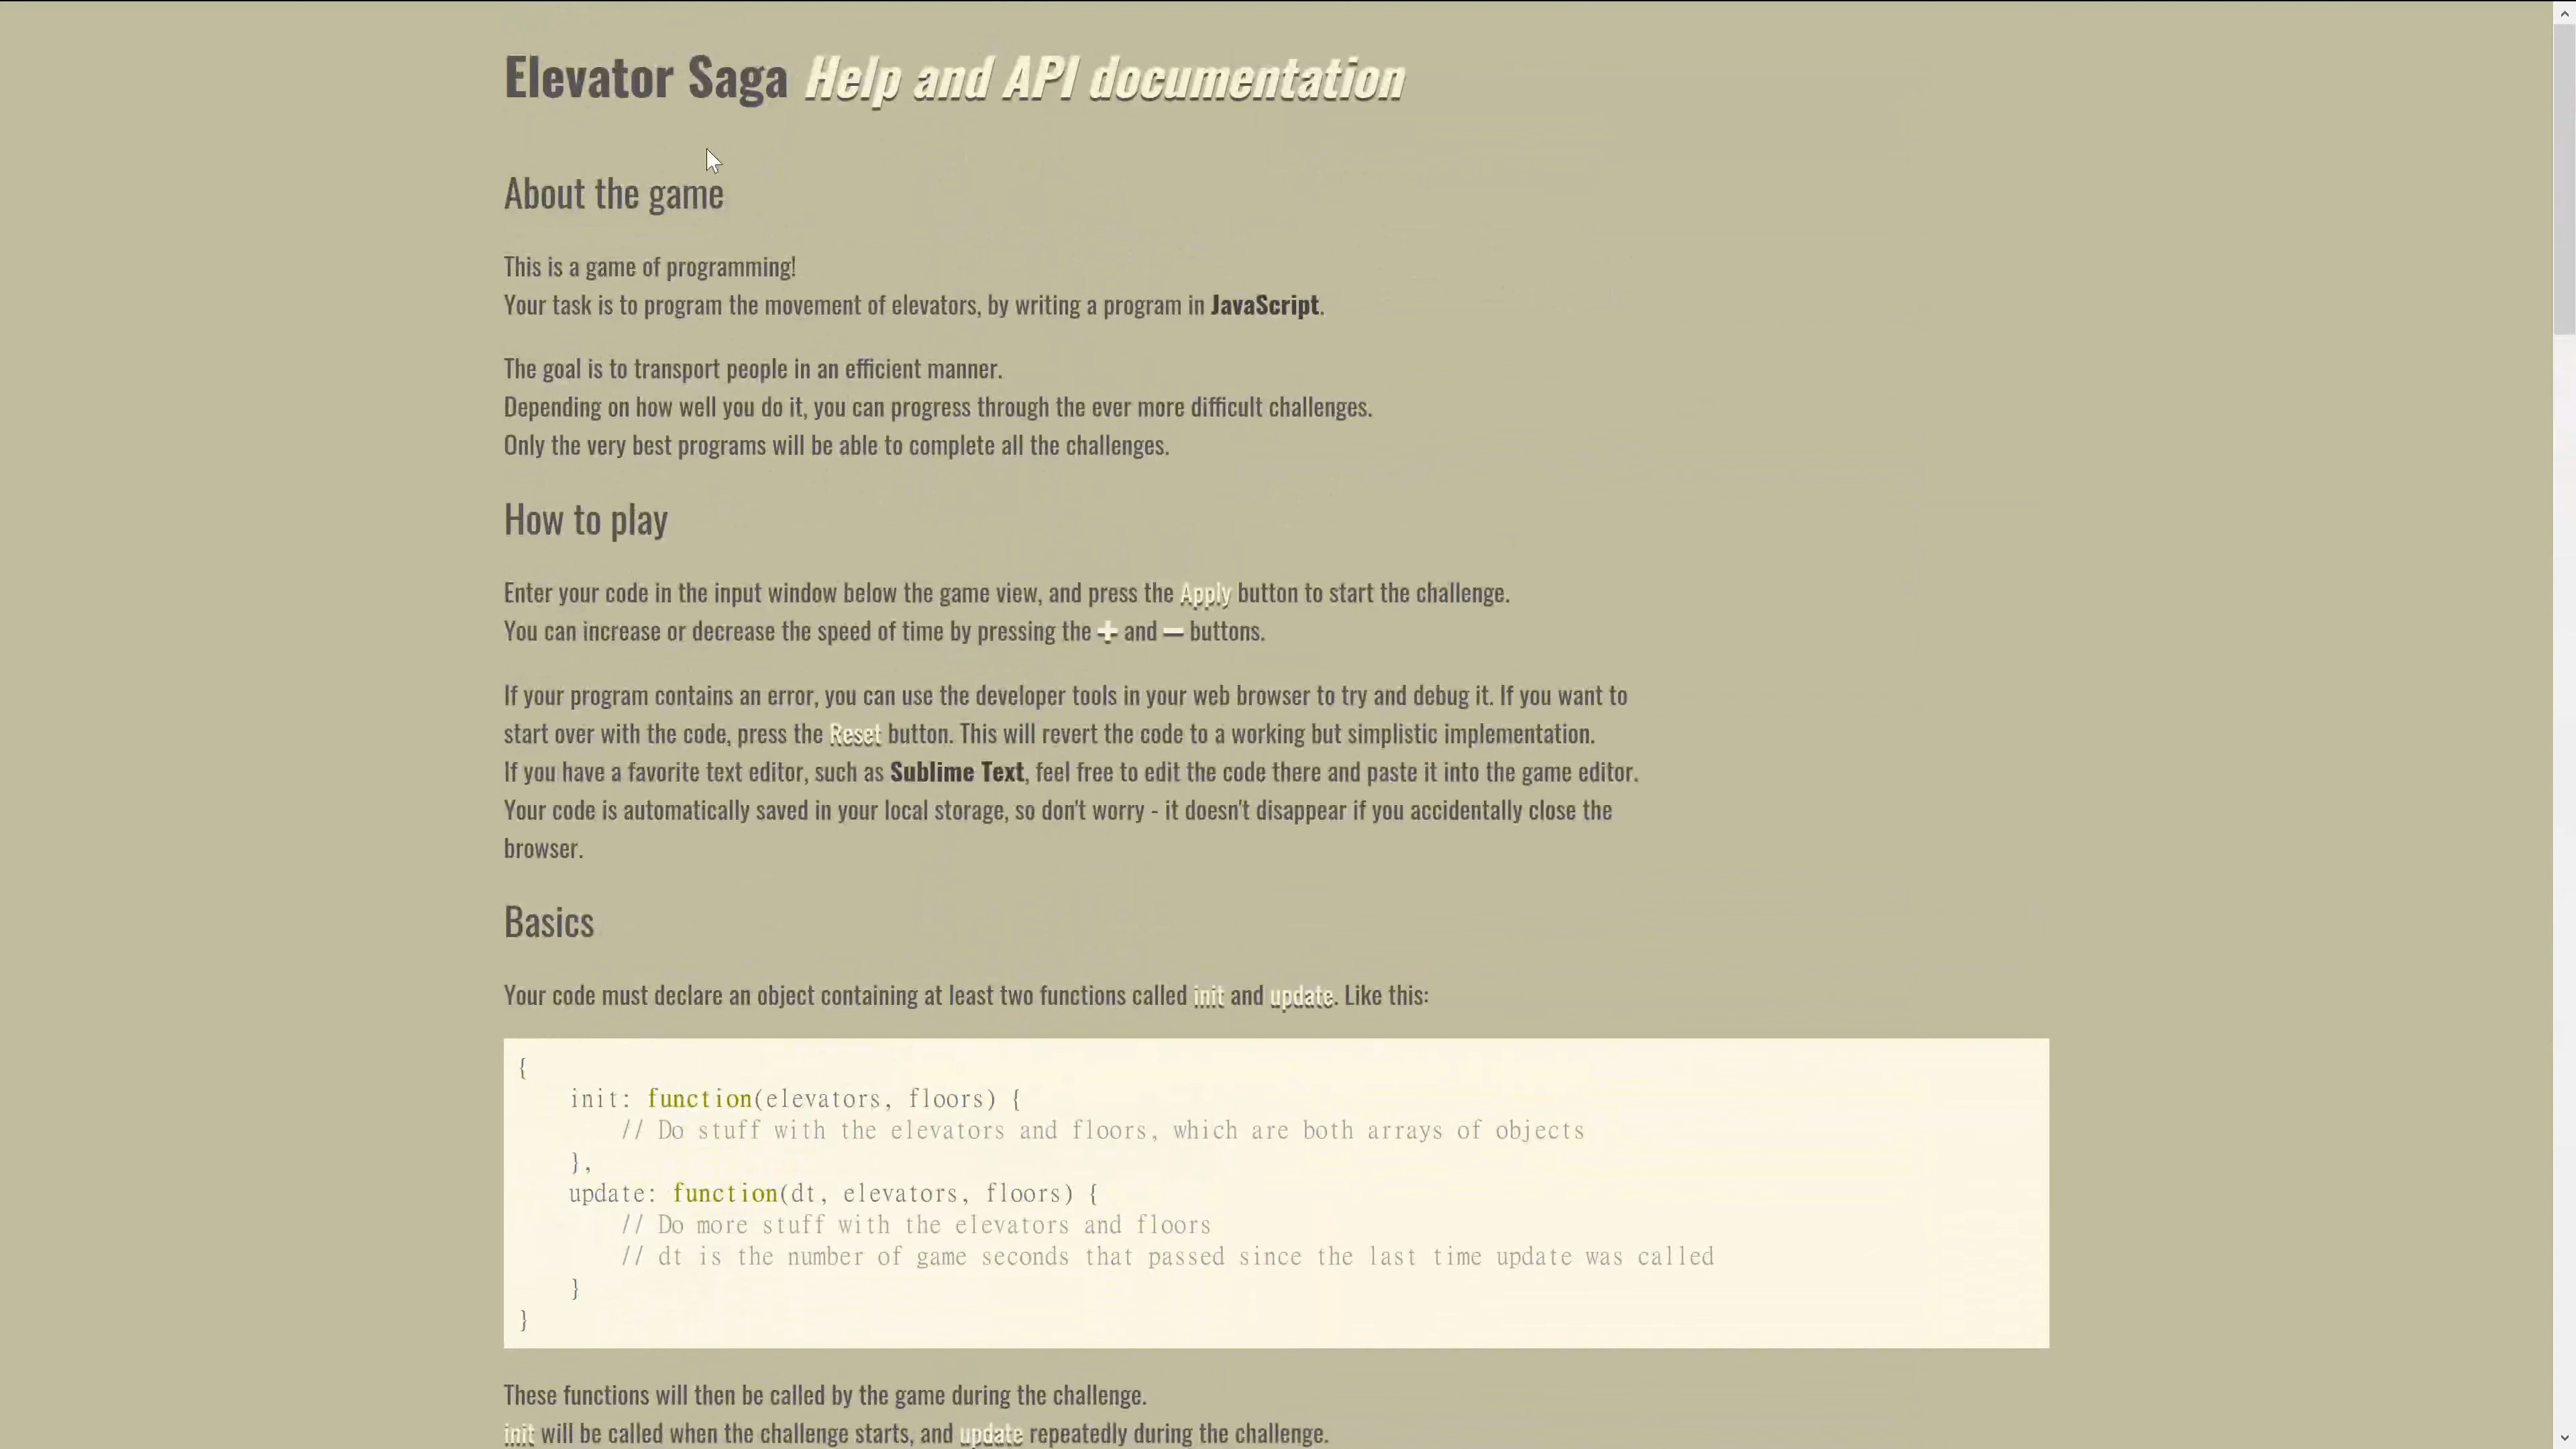 Elevator Saga Help and API documentation
About the game
This is a game of programming!
Your task is to program the movement of elevators, by writing a program in JavaScript.
The goal is to transport people in an efficient manner.
Depending on how well you do it, you can progress through the ever more difficult challenges.
Only the very best programs will be able to complete all the challenges.
How to play
Enter your code in the input window below the game view, and press the Apply button to start the challenge.
You can increase or decrease the speed of time by pressing the + and − buttons.
If your program contains an error, you can use the developer tools in your web browser to try and debug it. If you want to
start over with the code, press the Reset button. This will revert the code to a working but simplistic implementation.
If you have a favorite text editor, such as Sublime Text, feel free to edit the code there and paste it into the game editor.
Your code is automatically saved in your local storage, so don't worry - it doesn't disappear if you accidentally close the
browser.
Basics
Your code must declare an object containing at least two functions called init and update. Like this:
{
    init: function(elevators, floors) {
        // Do stuff with the elevators and floors, which are both arrays of objects
    },
    update: function(dt, elevators, floors) {
        // Do more stuff with the elevators and floors
        // dt is the number of game seconds that passed since the last time update was called
    }
}
These functions will then be called by the game during the challenge.
init will be called when the challenge starts, and update repeatedly during the challenge.